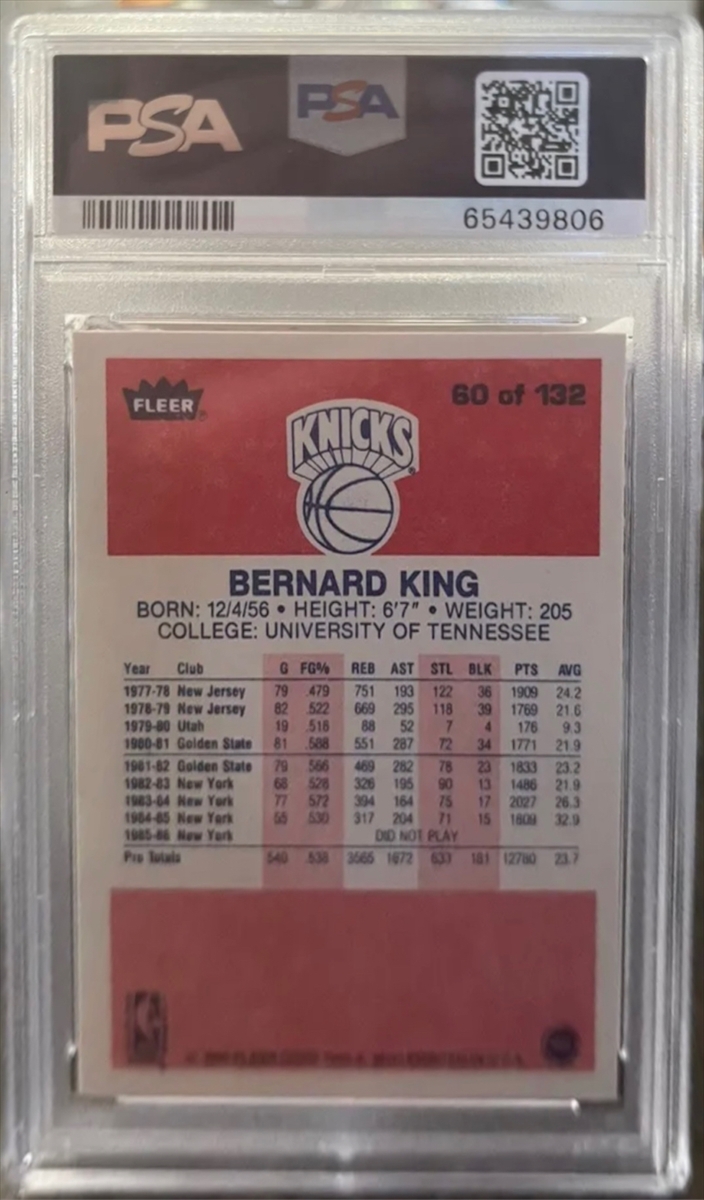 PSA PSA
65439806
FLEER® 60 of 132
KNICKS®
BERNARD KING
BORN: 12/4/56 • HEIGHT: 6'7" • WEIGHT: 205
COLLEGE: UNIVERSITY OF TENNESSEE
Year Club G FG% REB AST STL BLK PTS AVG
1977-78 New Jersey 79 .479 751 193 122 36 1909 24.2
1978-79 New Jersey 82 .522 669 295 118 39 1769 21.6
1979-80 Utah 19 .518 88 52 7 4 176 9.3
1980-81 Golden State 81 .588 551 287 72 34 1771 21.9
1981-82 Golden State 79 .566 469 282 78 23 1833 23.2
1982-83 New York 68 .528 326 195 90 13 1486 21.9
1983-84 New York 77 .572 394 164 75 17 2027 26.3
1984-85 New York 55 .530 317 204 71 15 1809 32.9
1985-86 New York DID NOT PLAY
Pro Totals 540 .538 3565 1672 633 181 12780 23.7
FLEER